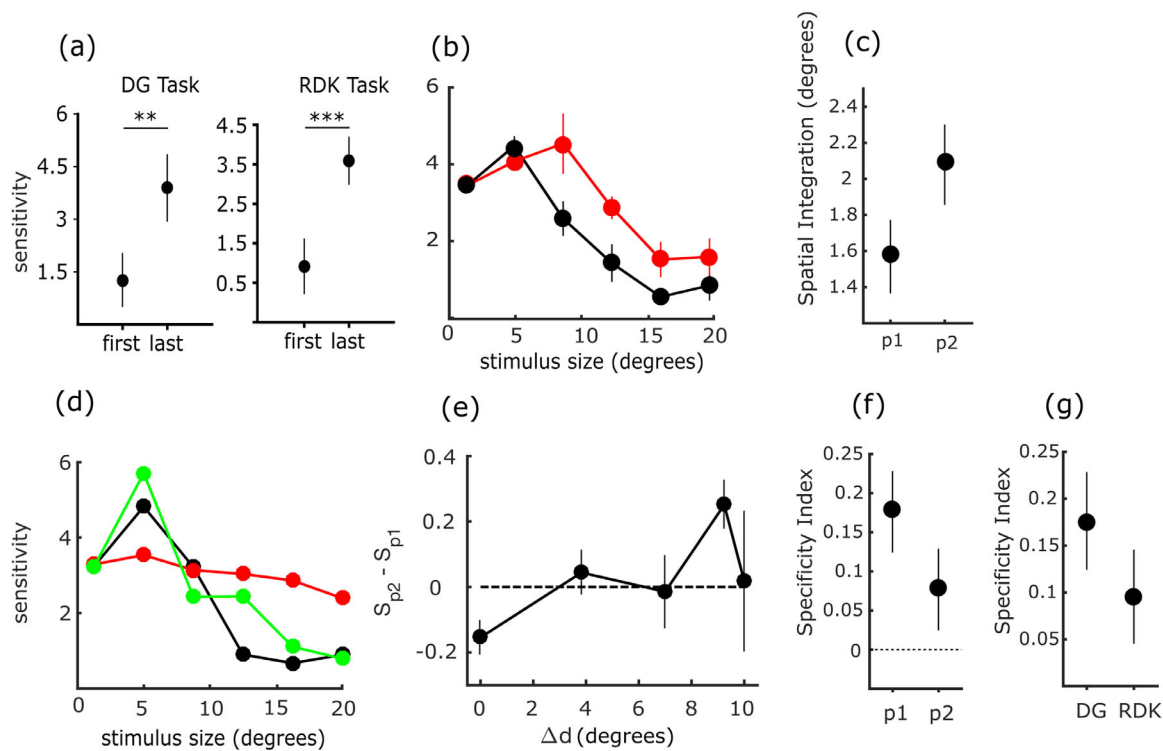 (a)
DG Task
RDK Task
sensitivity
6
4.5
3
1.5
**
first last
4.5
3.5
2.5
1.5
0.5
***
first last
(b)
6
4
2
0 5 10 15 20
stimulus size (degrees)
(c)
Spatial Integration (degrees)
2.4
2.2
2
1.8
1.6
1.4
p1 p2
(d)
sensitivity
6
4
2
0 5 10 15 20
stimulus size (degrees)
(e)
Sp2 - Sp1
0.4
0.2
0
-0.2
0 2 4 6 8 10
Δd (degrees)
(f)
Specificity Index
0.25
0.2
0.15
0.1
0.05
0
p1 p2
(g)
Specificity Index
0.25
0.2
0.15
0.1
0.05
DG RDK